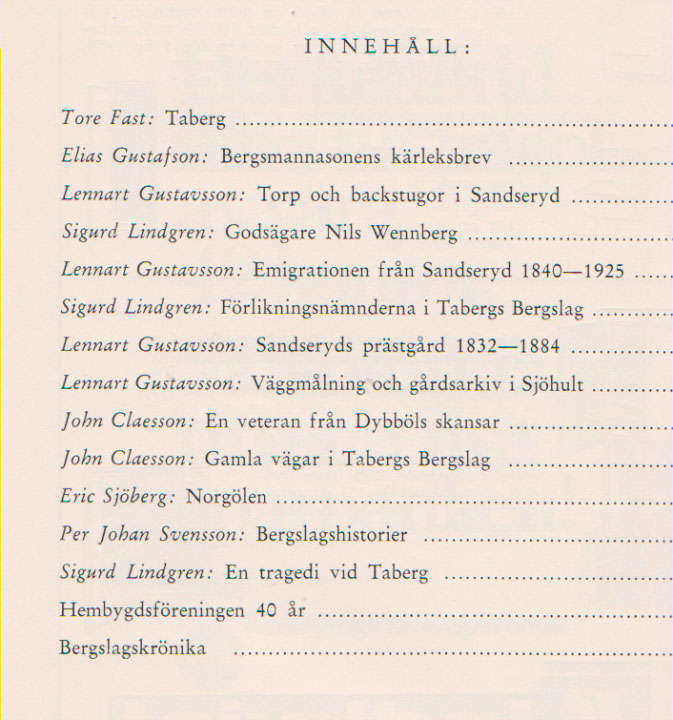 INNEHÅLL:
Tore Fast: Taberg ..........................................................
Elias Gustafson: Bergsmannasonens kärleksbrev ......................
Lennart Gustavsson: Torp och backstugor i Sandseryd ..............
Sigurd Lindgren: Godsägare Nils Wennberg ............................
Lennart Gustavsson: Emigrationen från Sandseryd 1840—1925 ......
Sigurd Lindgren: Förlikningsnämnderna i Tabergs Bergslag ...........
Lennart Gustavsson: Sandseryds prästgård 1832—1884 ..............
Lennart Gustavsson: Väggmålning och gårdsarkiv i Sjöhult ...........
John Claesson: En veteran från Dybböls skansar ......................
John Claesson: Gamla vägar i Tabergs Bergslag ......................
Eric Sjöberg: Norgölen .....................................................
Per Johan Svensson: Bergslagshistorier ..................................
Sigurd Lindgren: En tragedi vid Taberg ................................
Hembygdsföreningen 40 år ................................................
Bergslagskrönika ..........................................................